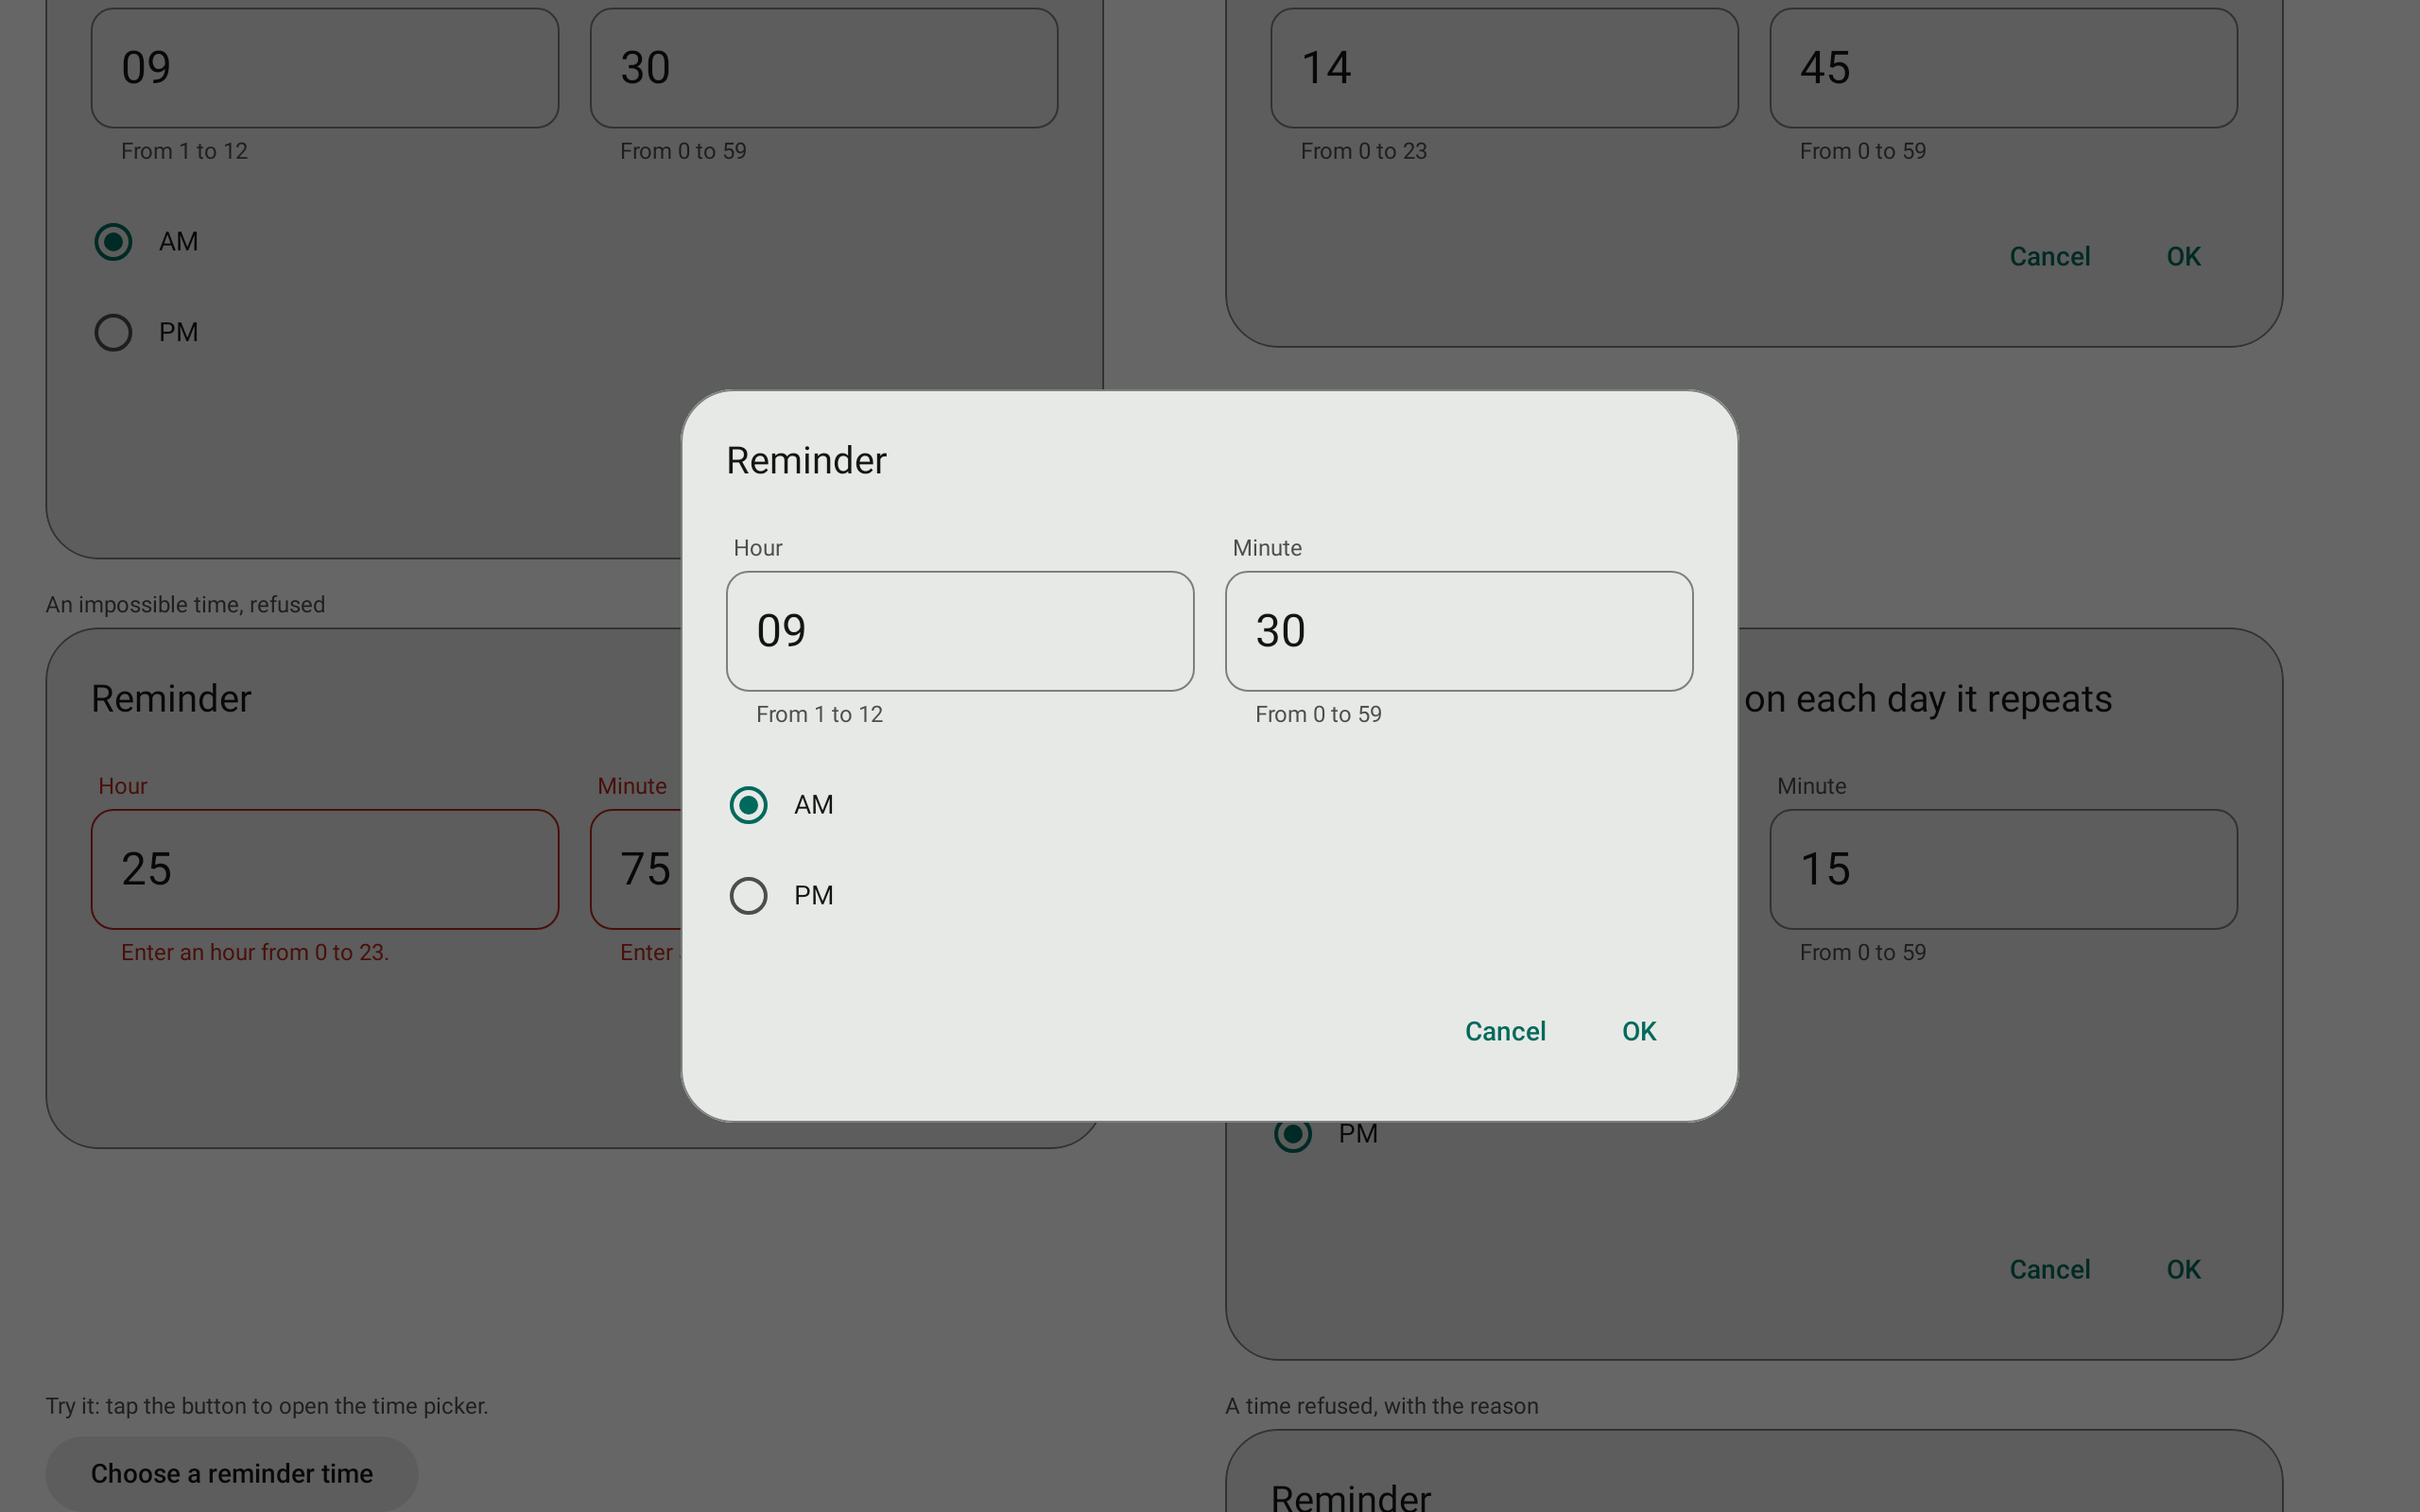 09
30
From 1 to 12
From 0 to 59
AM
PM
14
45
From 0 to 23
From 0 to 59
Cancel
OK
Reminder
Hour
Minute
09
30
From 1 to 12
From 0 to 59
AM
PM
Cancel
OK
An impossible time, refused
Reminder
Hour
Minute
25
75
Enter an hour from 0 to 23.
Enter
on each day it repeats
Minute
15
From 0 to 59
PM
Cancel
OK
Try it: tap the button to open the time picker.
Choose a reminder time
A time refused, with the reason
Reminder